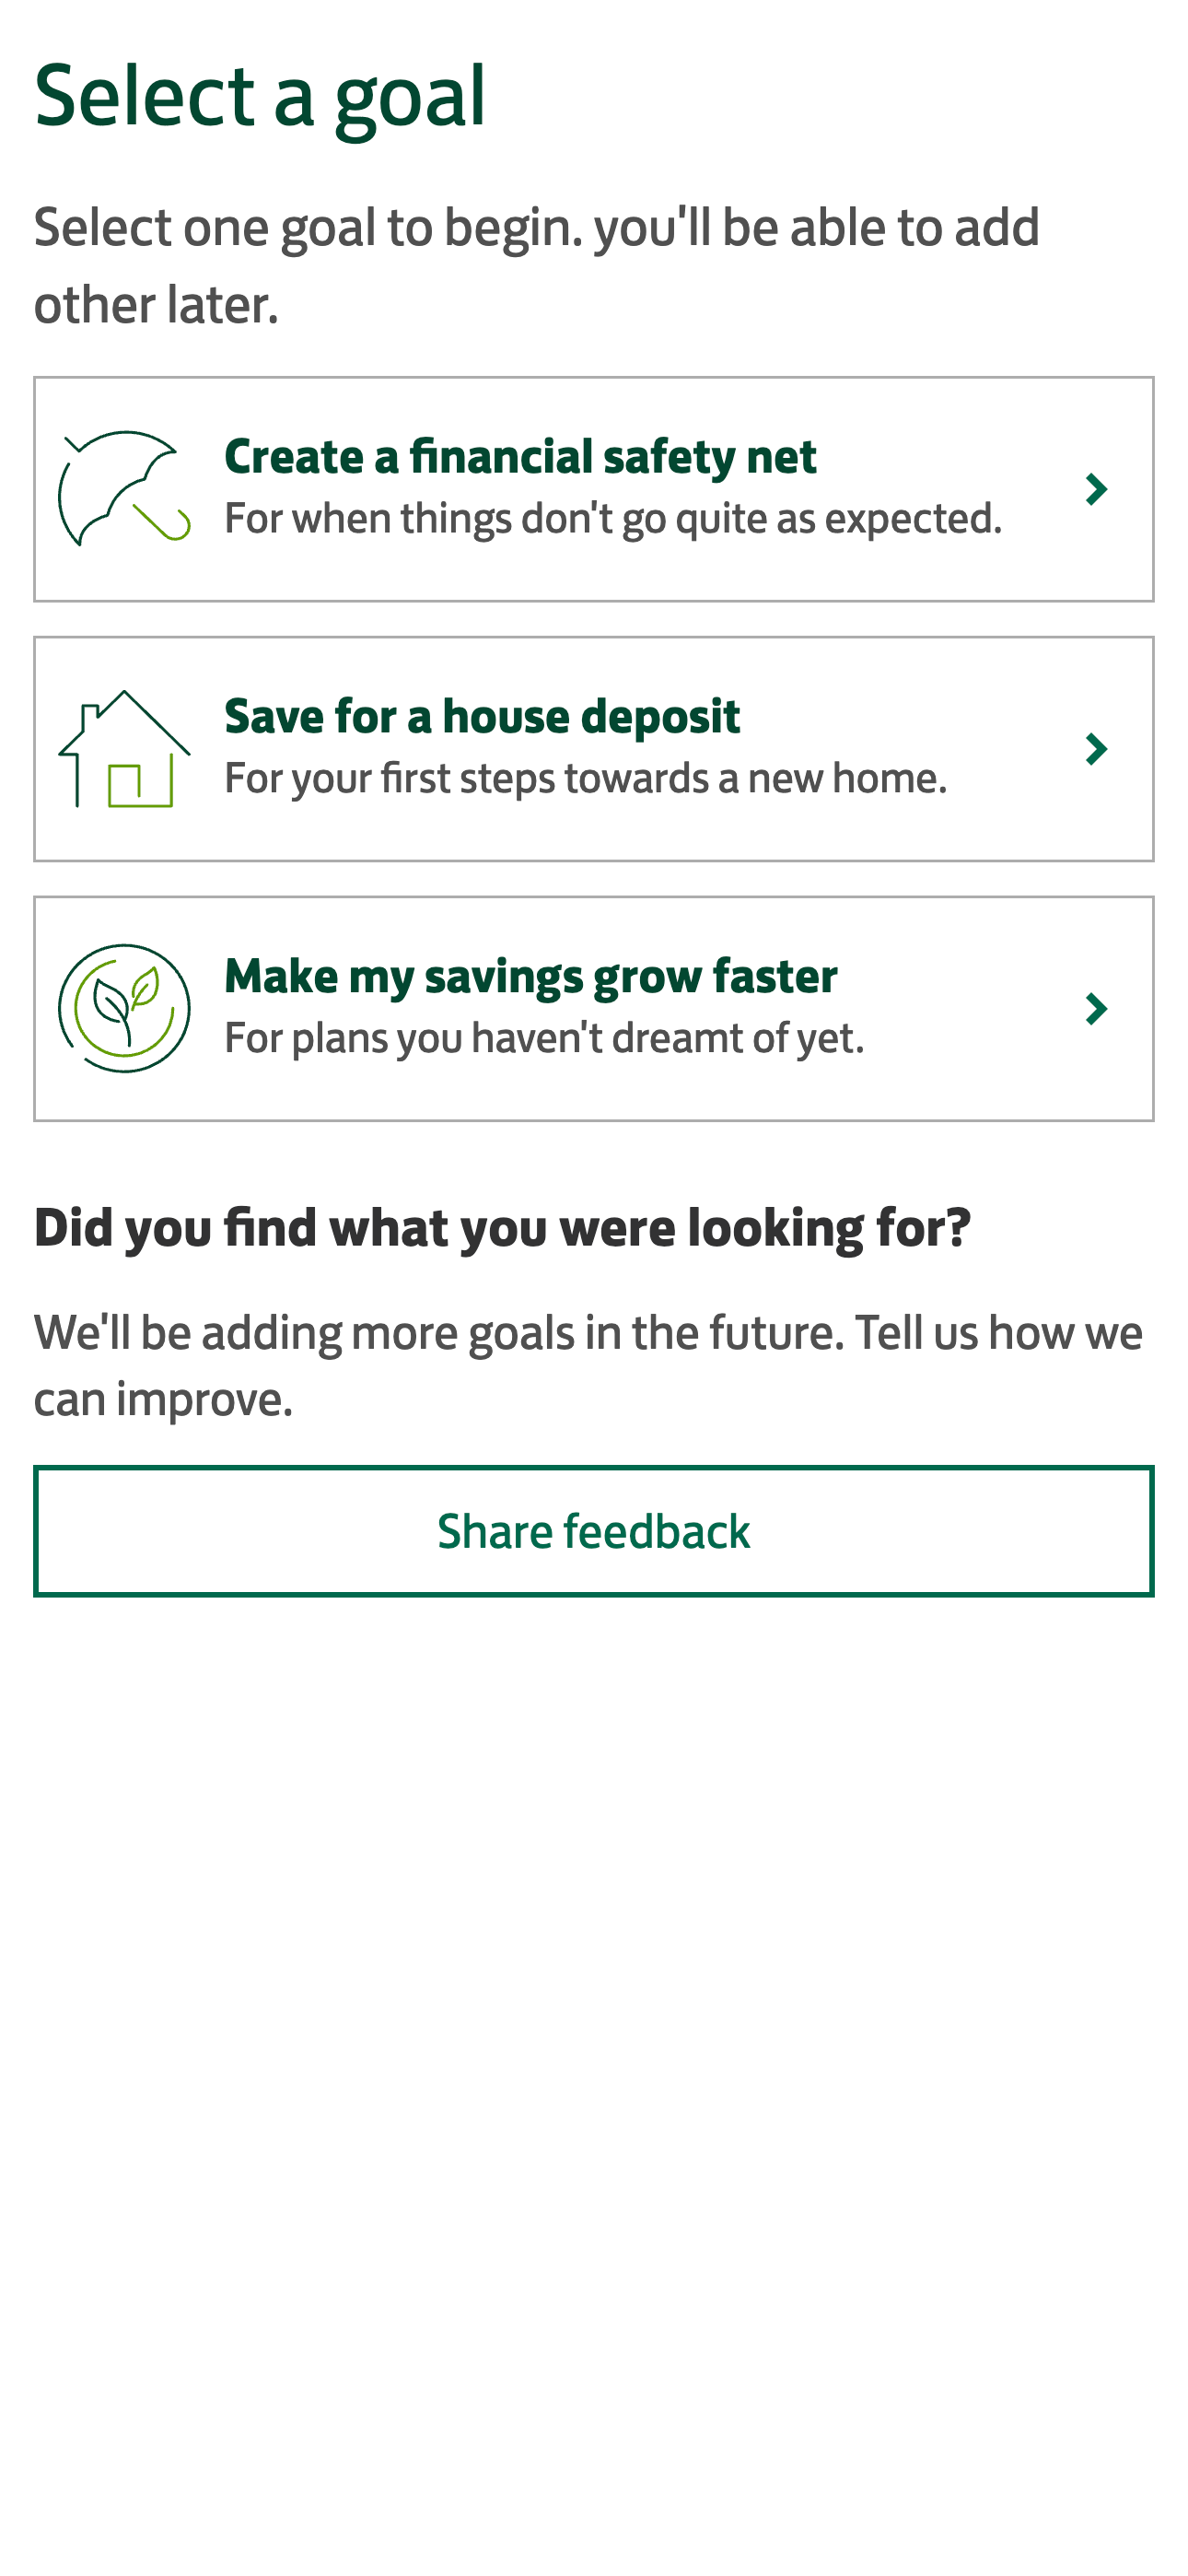 Select a goal
Select one goal to begin. you'll be able to add
other later.
Create a financial safety net
For when things don't go quite as expected.
Save for a house deposit
For your first steps towards a new home.
Make my savings grow faster
For plans you haven't dreamt of yet.
Did you find what you were looking for?
We'll be adding more goals in the future. Tell us how we
can improve.
Share feedback